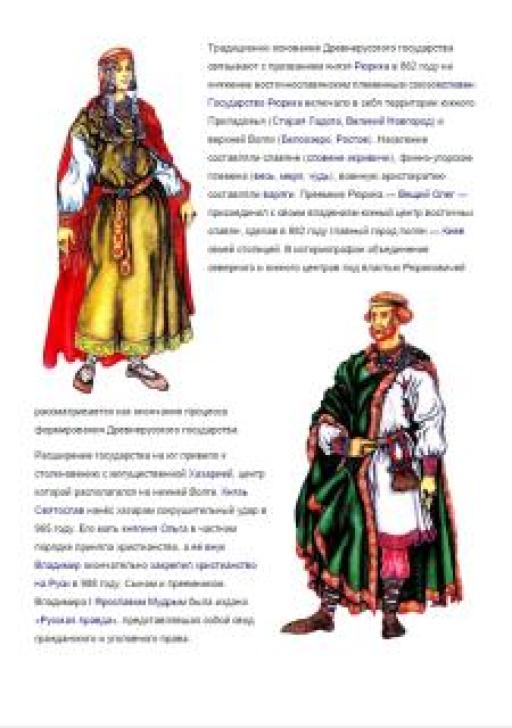 Традиционно основание Древнерусского государства
связывают с призванием князя Рюрика в 862 году на
княжение восточнославянским племенным союзом словен.
Государство Рюрика включало в себя территории южного
Приладожья (Старая Ладога, Великий Новгород) и
верхней Волги (Белоозеро, Ростов). Население
составляли славяне (словене, кривичи), финно-угорские
племена (весь, меря, чудь), военную аристократию
составляли варяги. Преемник Рюрика — Вещий Олег —
присоединил к своим владениям южный центр восточных
славян, сделав в 882 году главный город полян — Киев
своей столицей. В историографии объединение
северного и южного центров под властью Рюриковичей
рассматривается как окончание процесса
формирования Древнерусского государства.
Расширение государства на юг привело к
столкновению с могущественной Хазарией, центр
которой располагался на нижней Волге. Князь
Святослав нанёс хазарам сокрушительный удар в
965 году. Его мать княгиня Ольга в частном
порядке приняла христианство, а её внук
Владимир окончательно закрепил христианство
на Руси в 988 году. Сыном и преемником
Владимира I Ярославом Мудрым была издана
«Русская правда», представлявшая собой свод
гражданского и уголовного права.